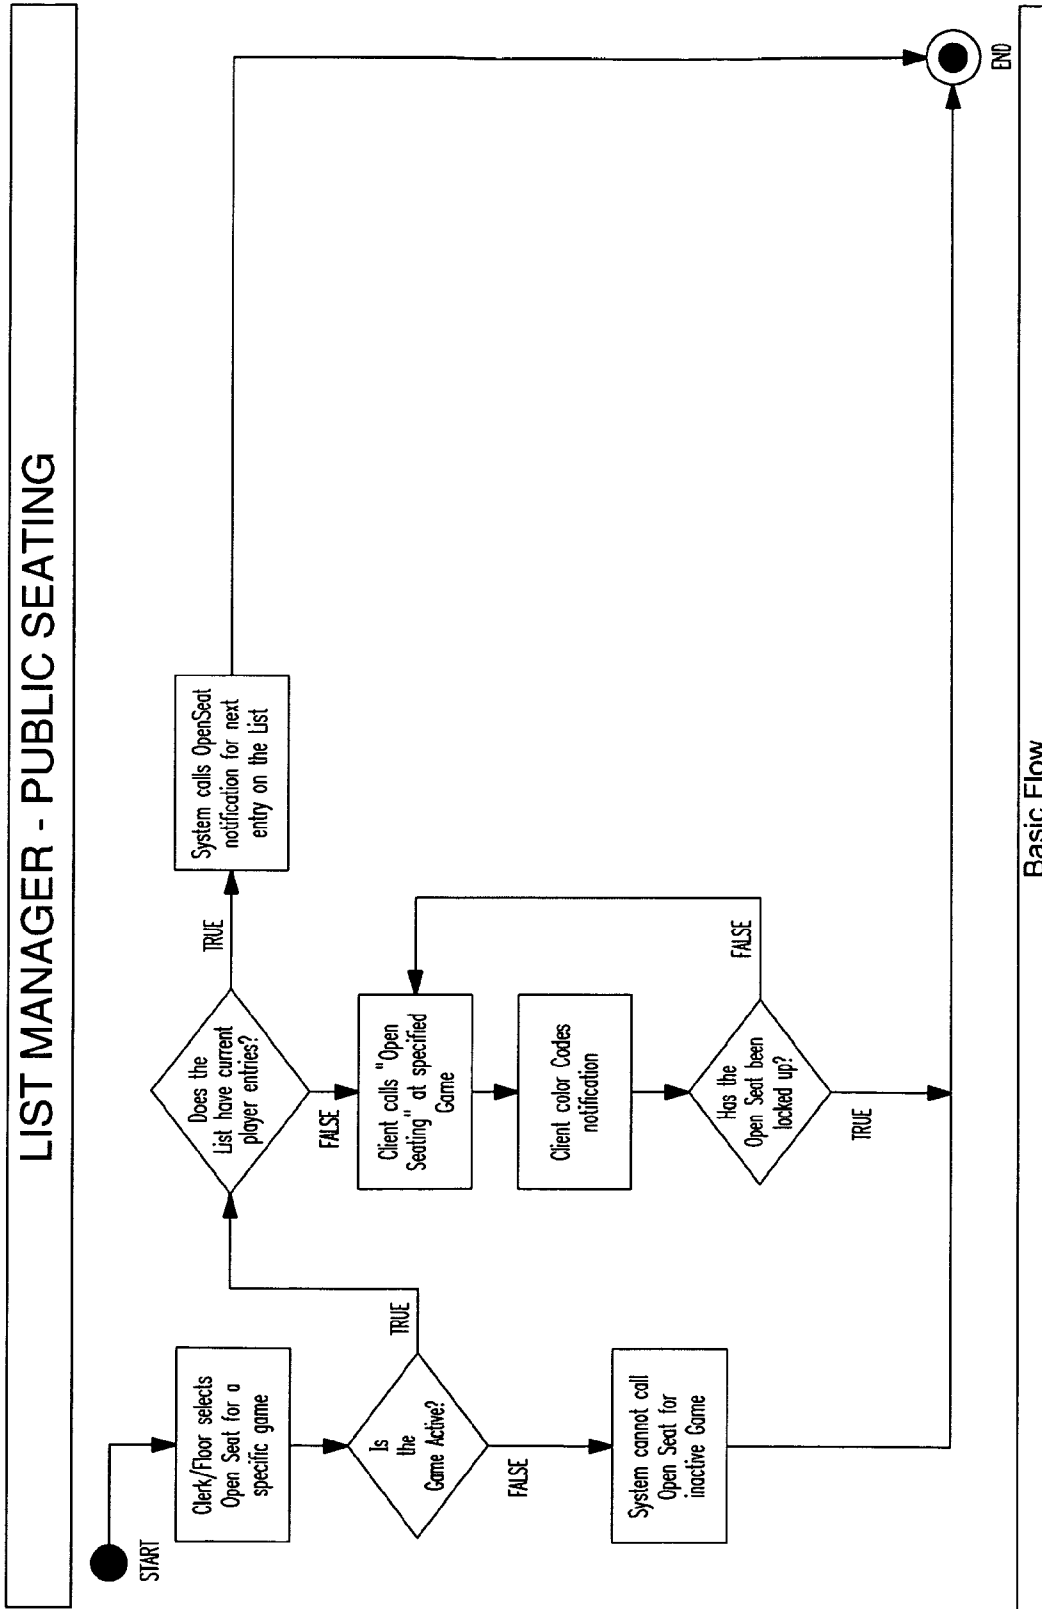 LIST MANAGER - PUBLIC SEATING
START
Clerk/Floor selects
Open Seat for a
specific game
Is
the
Game Active?
TRUE
FALSE
System cannot call
Open Seat for
inactive Game
Does the
List have current
player entries?
TRUE
FALSE
System calls OpenSeat
notification for next
entry on the List
Client calls "Open
Seating" at specified
Game
Client color Codes
notification
Has the
Open Seat been
locked up?
FALSE
TRUE
END
Basic Flow